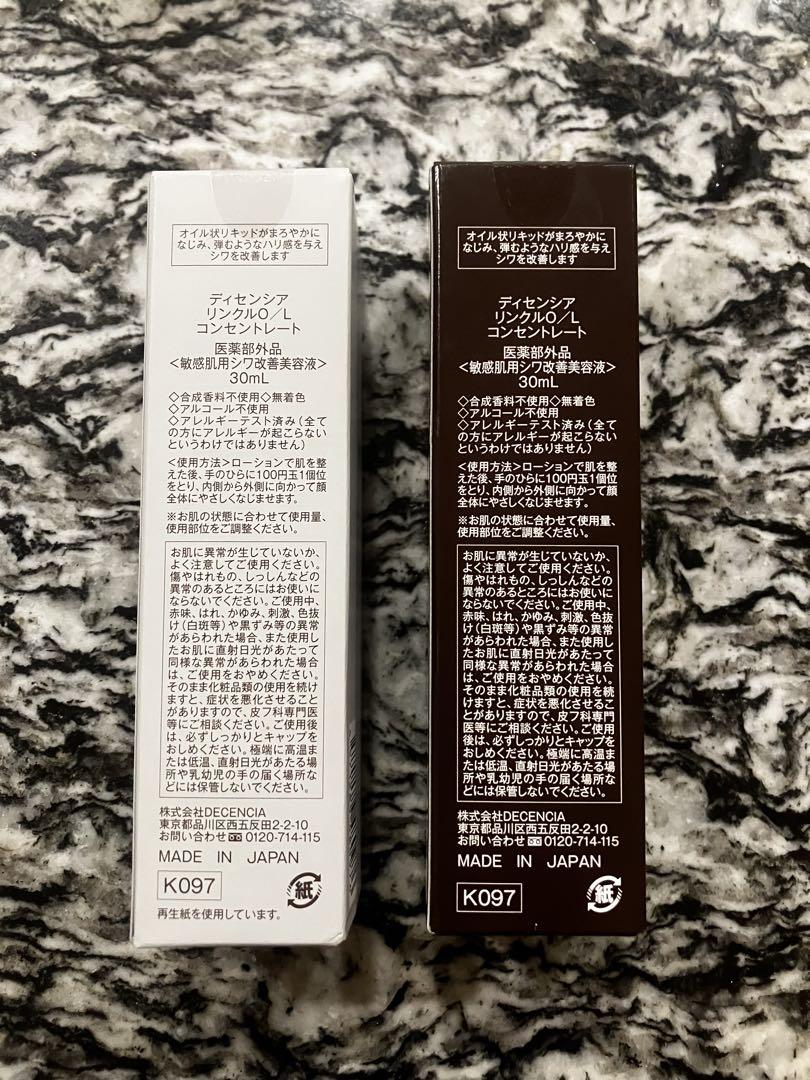 オイル状リキッドがまろやかに
なじみ、弾むようなハリ感を与え
シワを改善します
ディセンシア
リンクルO／L
コンセントレート
医薬部外品
＜敏感肌用シワ改善美容液＞
30mL
◇合成香料不使用◇無着色
◇アルコール不使用
◇アレルギーテスト済み（全て
の方にアレルギーが起こらない
というわけではありません）
＜使用方法＞ローションで肌を整
えた後、手のひらに100円玉1個位
をとり、内側から外側に向かって顔
全体にやさしくなじませます。
※お肌の状態に合わせて使用量、
使用部位をご調整ください。
お肌に異常が生じていないか、
よく注意してご使用ください。
傷やはれもの、しっしんなどの
異常のあるところにはお使いに
ならないでください。ご使用中、
赤味、はれ、かゆみ、刺激、色抜
け（白斑等）や黒ずみ等の異常
があらわれた場合、また使用し
たお肌に直射日光があたって
同様な異常があらわれた場合
は、ご使用をおやめください。
そのまま化粧品類の使用を続け
ますと、症状を悪化させること
がありますので、皮フ科専門医
等にご相談ください。ご使用後
は、必ずしっかりとキャップを
おしめください。極端に高温ま
たは低温、直射日光があたる場
所や乳幼児の手の届く場所な
どには保管しないでください。
株式会社DECENCIA
東京都品川区西五反田2-2-10
お問い合わせ 0120-714-115
MADE IN JAPAN
K097
紙
再生紙を使用しています。
オイル状リキッドがまろやかに
なじみ、弾むようなハリ感を与え
シワを改善します
ディセンシア
リンクルO／L
コンセントレート
医薬部外品
＜敏感肌用シワ改善美容液＞
30mL
◇合成香料不使用◇無着色
◇アルコール不使用
◇アレルギーテスト済み（全て
の方にアレルギーが起こらない
というわけではありません）
＜使用方法＞ローションで肌を整
えた後、手のひらに100円玉1個位
をとり、内側から外側に向かって顔
全体にやさしくなじませます。
※お肌の状態に合わせて使用量、
使用部位をご調整ください。
お肌に異常が生じていないか、
よく注意してご使用ください。
傷やはれもの、しっしんなどの
異常のあるところにはお使いに
ならないでください。ご使用中、
赤味、はれ、かゆみ、刺激、色抜
け（白斑等）や黒ずみ等の異常
があらわれた場合、また使用し
たお肌に直射日光があたって
同様な異常があらわれた場合
は、ご使用をおやめください。
そのまま化粧品類の使用を続
けますと、症状を悪化させるこ
とがありますので、皮フ科専門
医等にご相談ください。ご使用
後は、必ずしっかりとキャップを
おしめください。極端に高温ま
たは低温、直射日光があたる場
所や乳幼児の手の届く場所な
どには保管しないでください。
株式会社DECENCIA
東京都品川区西五反田2-2-10
お問い合わせ 0120-714-115
MADE IN JAPAN
K097
紙